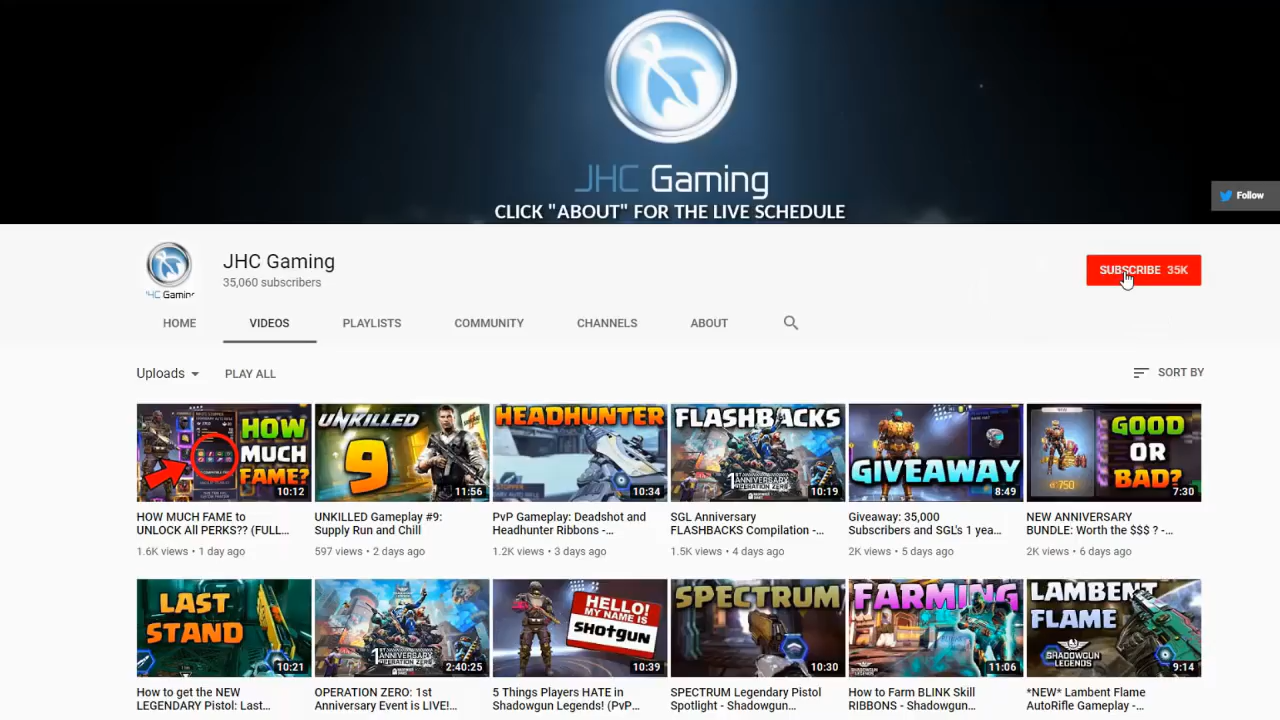 JHC Gaming
CLICK "ABOUT" FOR THE LIVE SCHEDULE
Follow
JHC Gaming
35,060 subscribers
SUBSCRIBE 35K
HOME VIDEOS PLAYLISTS COMMUNITY CHANNELS ABOUT
Uploads PLAY ALL SORT BY
HOW
MUCH
FAME?
10:12
UNKILLED
9
11:56
HEADHUNTER
10:34
FLASHBACKS
1ST ANNIVERSARY
OPERATION ZERO
10:19
GIVEAWAY
8:49
GOOD
OR
BAD?
750
7:30
HOW MUCH FAME to
UNLOCK All PERKS?? (FULL...
1.6K views • 1 day ago
UNKILLED Gameplay #9:
Supply Run and Chill
597 views • 2 days ago
PvP Gameplay: Deadshot and
Headhunter Ribbons -...
1.2K views • 3 days ago
SGL Anniversary
FLASHBACKS Compilation -...
1.5K views • 4 days ago
Giveaway: 35,000
Subscribers and SGL's 1 yea...
2K views • 5 days ago
NEW ANNIVERSARY
BUNDLE: Worth the $$$ ? -...
2K views • 6 days ago
LAST
STAND
10:21
1ST ANNIVERSARY
OPERATION ZERO
2:40:25
HELLO!
MY NAME IS
SHOTGUN
10:39
SPECTRUM
10:30
FARMING
11:06
LAMBENT
FLAME
SHADOWGUN
LEGENDS
9:14
How to get the NEW
LEGENDARY Pistol: Last...
OPERATION ZERO: 1st
Anniversary Event is LIVE!...
5 Things Players HATE in
Shadowgun Legends! (PvP...
SPECTRUM Legendary Pistol
Spotlight - Shadowgun...
How to Farm BLINK Skill
RIBBONS - Shadowgun...
*NEW* Lambent Flame
AutoRifle Gameplay -...